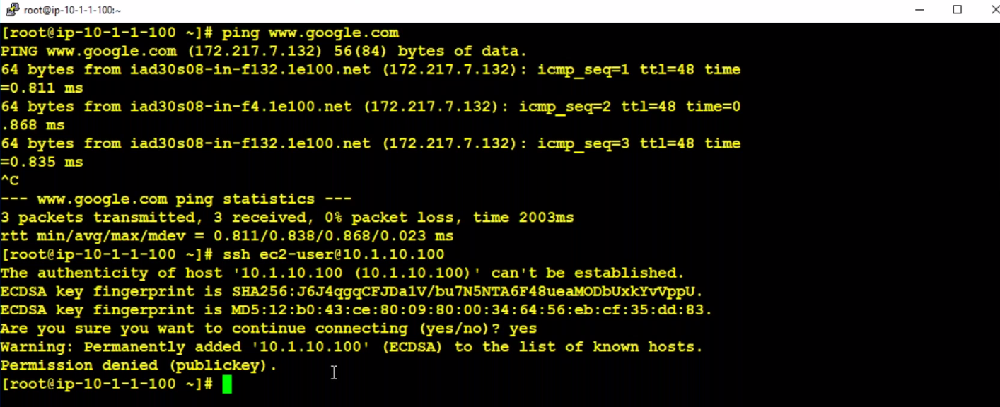 root@ip-10-1-1-100:~
[root@ip-10-1-1-100 ~]# ping www.google.com
PING www.google.com (172.217.7.132) 56(84) bytes of data.
64 bytes from iad30s08-in-f132.1e100.net (172.217.7.132): icmp_seq=1 ttl=48 time
=0.811 ms
64 bytes from iad30s08-in-f4.1e100.net (172.217.7.132): icmp_seq=2 ttl=48 time=0
.868 ms
64 bytes from iad30s08-in-f132.1e100.net (172.217.7.132): icmp_seq=3 ttl=48 time
=0.835 ms
^C
--- www.google.com ping statistics ---
3 packets transmitted, 3 received, 0% packet loss, time 2003ms
rtt min/avg/max/mdev = 0.811/0.838/0.868/0.023 ms
[root@ip-10-1-1-100 ~]# ssh ec2-user@10.1.10.100
The authenticity of host '10.1.10.100 (10.1.10.100)' can't be established.
ECDSA key fingerprint is SHA256:J6J4qgqCFJDa1V/bu7N5NTA6F48ueaMODbUxkYvVppU.
ECDSA key fingerprint is MD5:12:b0:43:ce:80:09:80:00:34:64:56:eb:cf:35:dd:83.
Are you sure you want to continue connecting (yes/no)? yes
Warning: Permanently added '10.1.10.100' (ECDSA) to the list of known hosts.
Permission denied (publickey).
[root@ip-10-1-1-100 ~]#